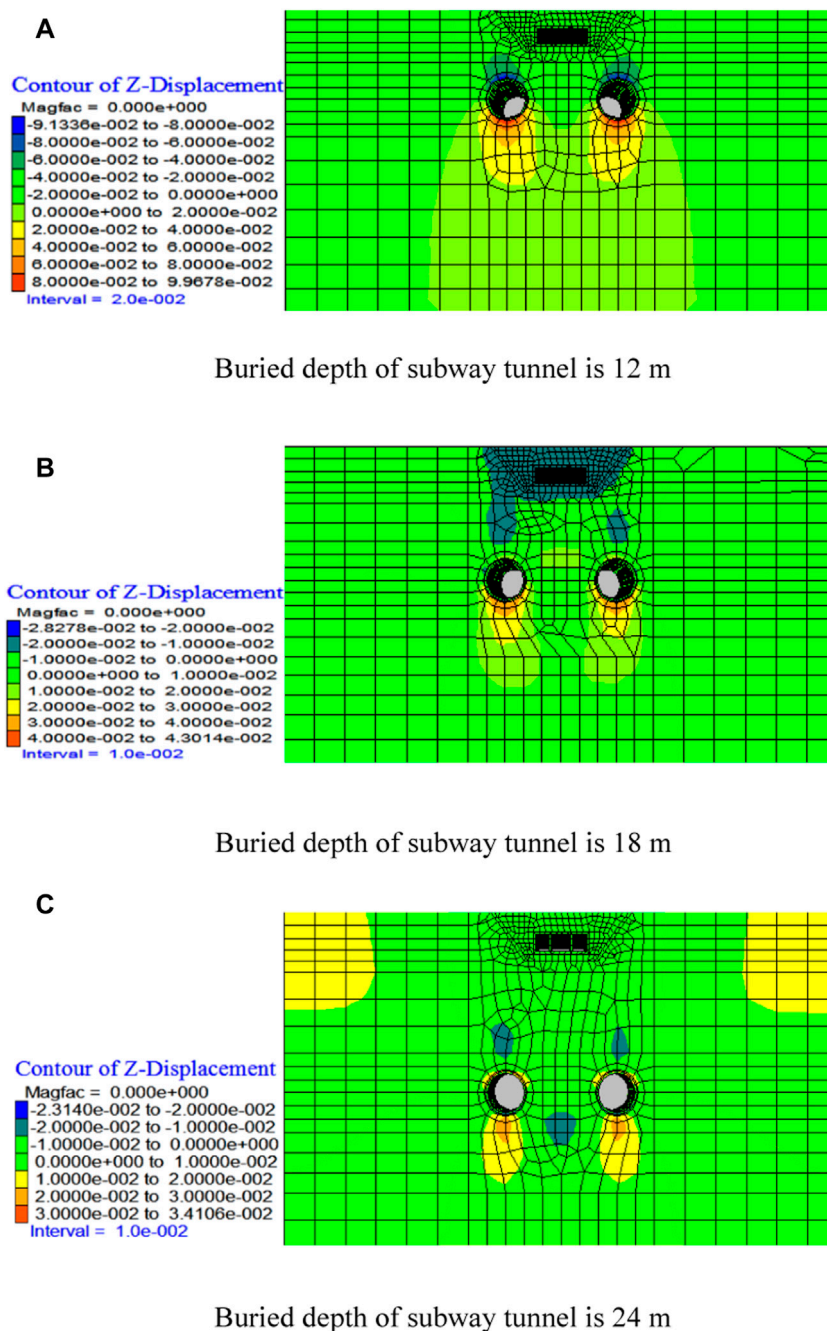 A
Contour of Z-Displacement
Magfac = 0.000e+000
-9.1336e-002 to -8.0000e-002
-8.0000e-002 to -6.0000e-002
-6.0000e-002 to -4.0000e-002
-4.0000e-002 to -2.0000e-002
-2.0000e-002 to 0.0000e+000
0.0000e+000 to 2.0000e-002
2.0000e-002 to 4.0000e-002
4.0000e-002 to 6.0000e-002
6.0000e-002 to 8.0000e-002
8.0000e-002 to 9.9678e-002
Interval = 2.0e-002
Buried depth of subway tunnel is 12 m
B
Contour of Z-Displacement
Magfac = 0.000e+000
-2.8278e-002 to -2.0000e-002
-2.0000e-002 to -1.0000e-002
-1.0000e-002 to 0.0000e+000
0.0000e+000 to 1.0000e-002
1.0000e-002 to 2.0000e-002
2.0000e-002 to 3.0000e-002
3.0000e-002 to 4.0000e-002
4.0000e-002 to 4.3014e-002
Interval = 1.0e-002
Buried depth of subway tunnel is 18 m
C
Contour of Z-Displacement
Magfac = 0.000e+000
-2.3140e-002 to -2.0000e-002
-2.0000e-002 to -1.0000e-002
-1.0000e-002 to 0.0000e+000
0.0000e+000 to 1.0000e-002
1.0000e-002 to 2.0000e-002
2.0000e-002 to 3.0000e-002
3.0000e-002 to 3.4106e-002
Interval = 1.0e-002
Buried depth of subway tunnel is 24 m